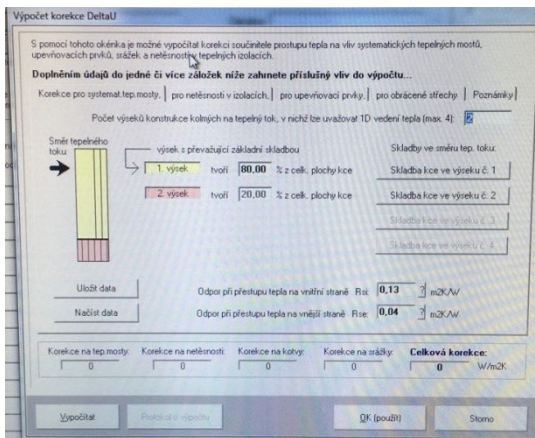 Výpočet korekce DeltaU
S pomocí tohoto okénka je možné vypočítat korekci součinitele prostupu tepla na vliv systematických tepelných mostů,
upevňovacích prvků, srážek a netěsností v tepelných izolacích.
Doplněním údajů do jedné či více záložek níže zahrnete příslušný vliv do výpočtu...
Korekce pro systemat.tep.mosty. pro netěsnosti v izolacích. pro upevňovací prvky. pro obrácené střechy Poznámky
Počet výseků konstrukce kolmých na tepelný tok, v nichž lze uvažovat 1D vedení tepla (max. 4): 2
Směr tepelného
toku:
výsek s převažující základní skladbou
Skladby ve směru tep. toku:
1. výsek tvoří 80,00 % z celk. plochy kce
Skladba kce ve výseku č. 1
2. výsek tvoří 20,00 % z celk. plochy kce
Skladba kce ve výseku č. 2
Skladba kce ve výseku č. 3
Skladba kce ve výseku č. 4
Uložit data
Odpor při přestupu tepla na vnitřní straně Rsi: 0,13 ? m2K/W
Načíst data
Odpor při přestupu tepla na vnější straně Rse: 0,04 ? m2K/W
Korekce na tep.mosty: Korekce na netěsnosti: Korekce na kotvy: Korekce na srážky: Celková korekce:
0 0 0 0 0 W/m2K
Vypočítat Protokol o výpočtu OK (použít) Storno